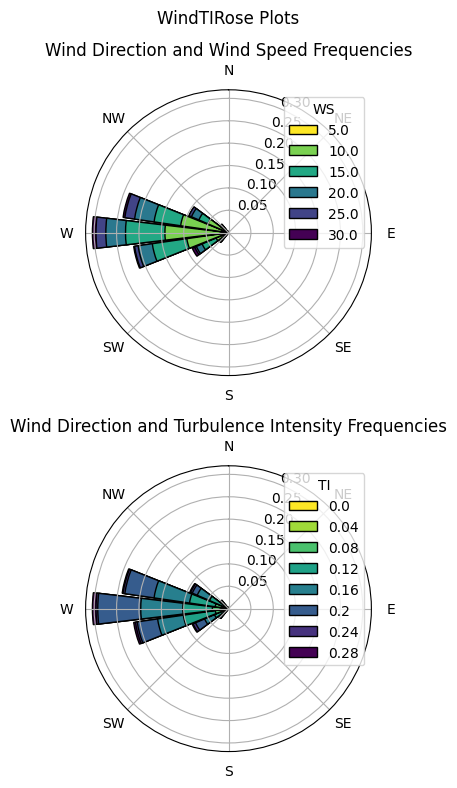 WindTIRose Plots
Wind Direction and Wind Speed Frequencies
N
NW
NE
W
E
SW
SE
S
0.05
0.10
0.15
0.20
0.25
0.30
WS
5.0
10.0
15.0
20.0
25.0
30.0
Wind Direction and Turbulence Intensity Frequencies
N
NW
NE
W
E
SW
SE
S
0.05
0.10
0.15
0.20
0.25
0.30
TI
0.0
0.04
0.08
0.12
0.16
0.2
0.24
0.28